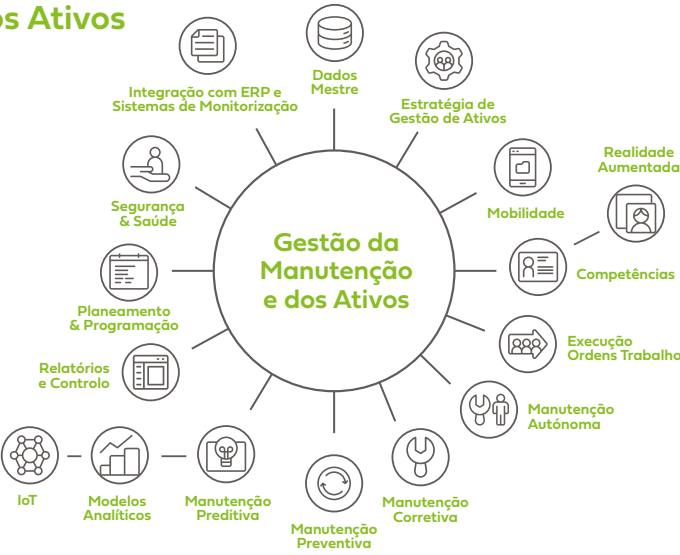 os Ativos
Dados
Mestre
Integração com ERP e
Sistemas de Monitorização
Estratégia de
Gestão de Ativos
Realidade
Aumentada
Segurança
& Saúde
Mobilidade
Gestão da
Manutenção
e dos Ativos
Competências
Planeamento
& Programação
Execução
Ordens Trabalho
Relatórios
e Controlo
Manutenção
Autónoma
IoT
Modelos
Analíticos
Manutenção
Preditiva
Manutenção
Corretiva
Manutenção
Preventiva